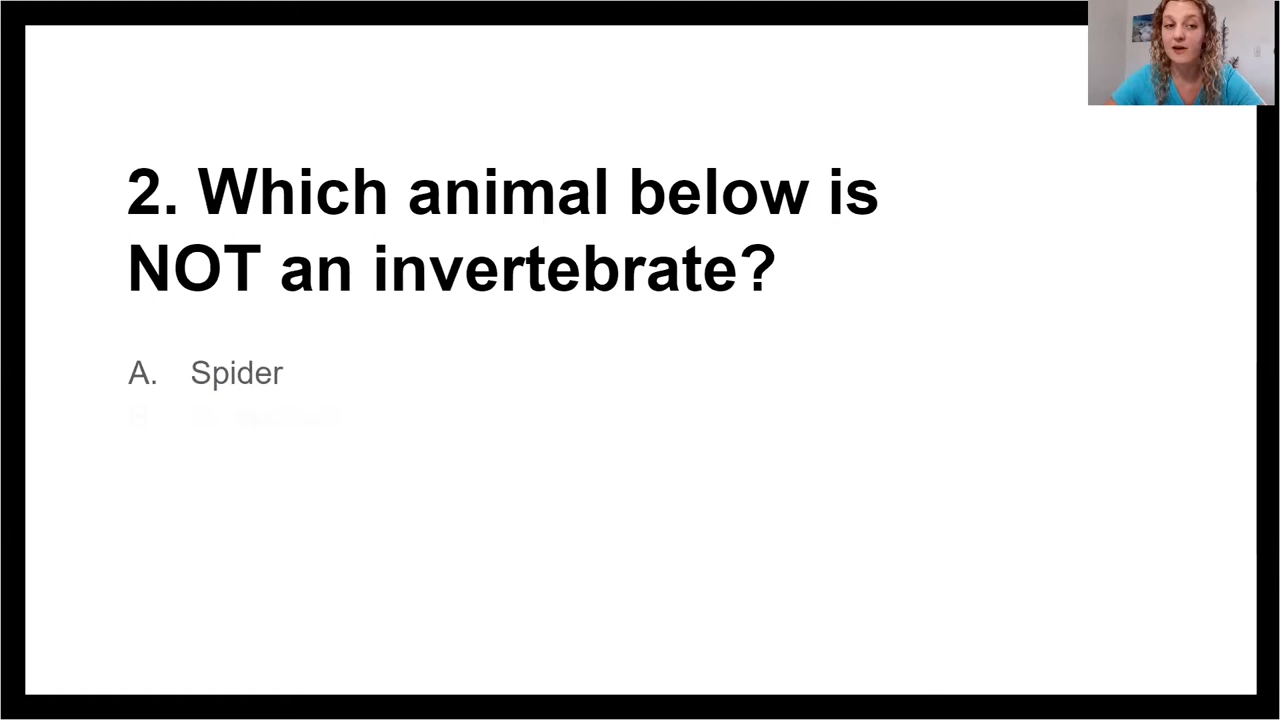 2. Which animal below is
NOT an invertebrate?
A. Spider
B.